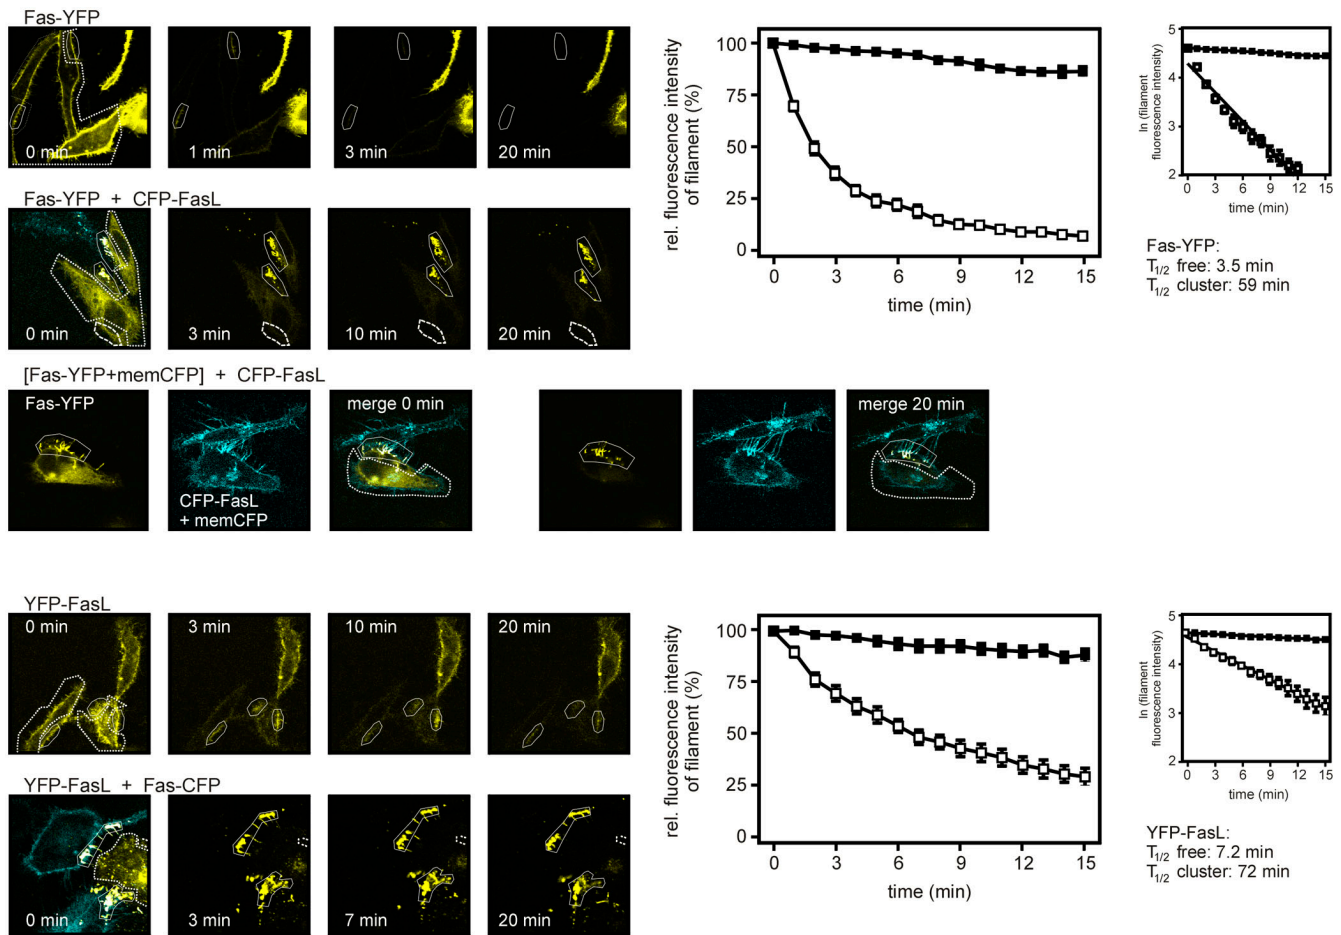 Fas-YFP
0 min
1 min
3 min
20 min
Fas-YFP + CFP-FasL
0 min
3 min
10 min
20 min
[Fas-YFP+memCFP] + CFP-FasL
Fas-YFP
CFP-FasL
+ memCFP
merge 0 min
merge 20 min
rel. fluorescence intensity
of filament (%)
100
75
50
25
0
0 3 6 9 12 15
time (min)
ln (filament
fluorescence intensity)
5
4
3
2
0 3 6 9 12 15
time (min)
Fas-YFP:
T1/2 free: 3.5 min
T1/2 cluster: 59 min
YFP-FasL
0 min
3 min
10 min
20 min
YFP-FasL + Fas-CFP
0 min
3 min
7 min
20 min
rel. fluorescence intensity
of filament (%)
100
75
50
25
0
0 3 6 9 12 15
time (min)
ln (filament
fluorescence intensity)
5
4
3
2
0 3 6 9 12 15
time (min)
YFP-FasL:
T1/2 free: 7.2 min
T1/2 cluster: 72 min